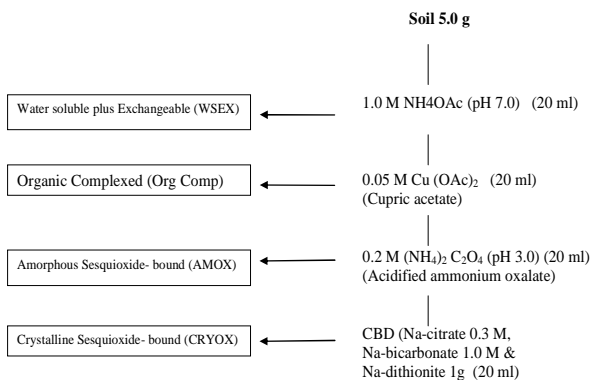 Soil 5.0 g
Water soluble plus Exchangeable (WSEX)
1.0 M NH4OAc (pH 7.0) (20 ml)
Organic Complexed (Org Comp)
0.05 M Cu (OAc)₂ (20 ml)
(Cupric acetate)
Amorphous Sesquioxide- bound (AMOX)
0.2 M (NH₄)₂ C₂O₄ (pH 3.0) (20 ml)
(Acidified ammonium oxalate)
Crystalline Sesquioxide- bound (CRYOX)
CBD (Na-citrate 0.3 M,
Na-bicarbonate 1.0 M &
Na-dithionite 1g (20 ml)